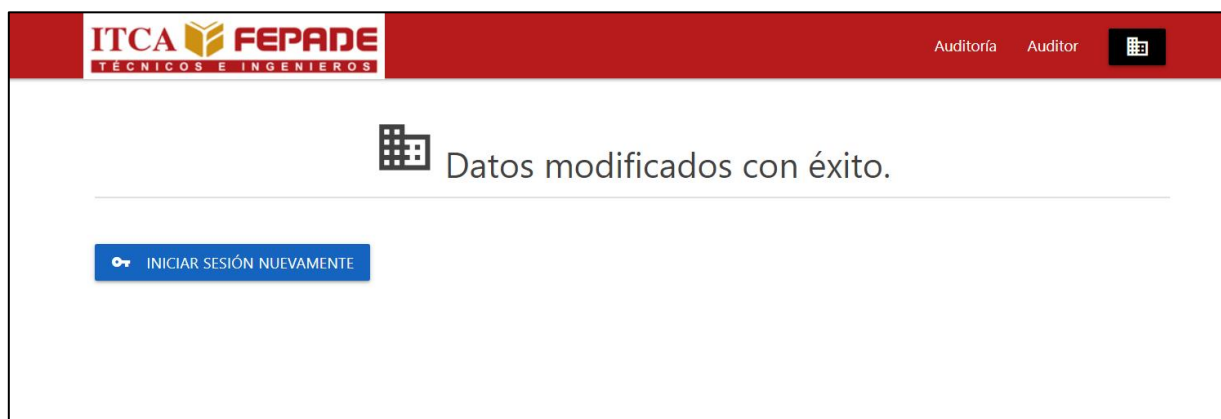 ITCA FEPADE
TÉCNICOS E INGENIEROS
Auditoría Auditor
Datos modificados con éxito.
INICIAR SESIÓN NUEVAMENTE